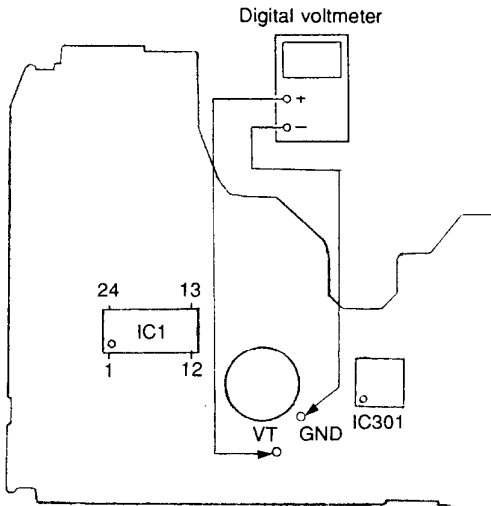 Digital voltmeter
+
−
24 13
IC1
1 12
VT GND IC301